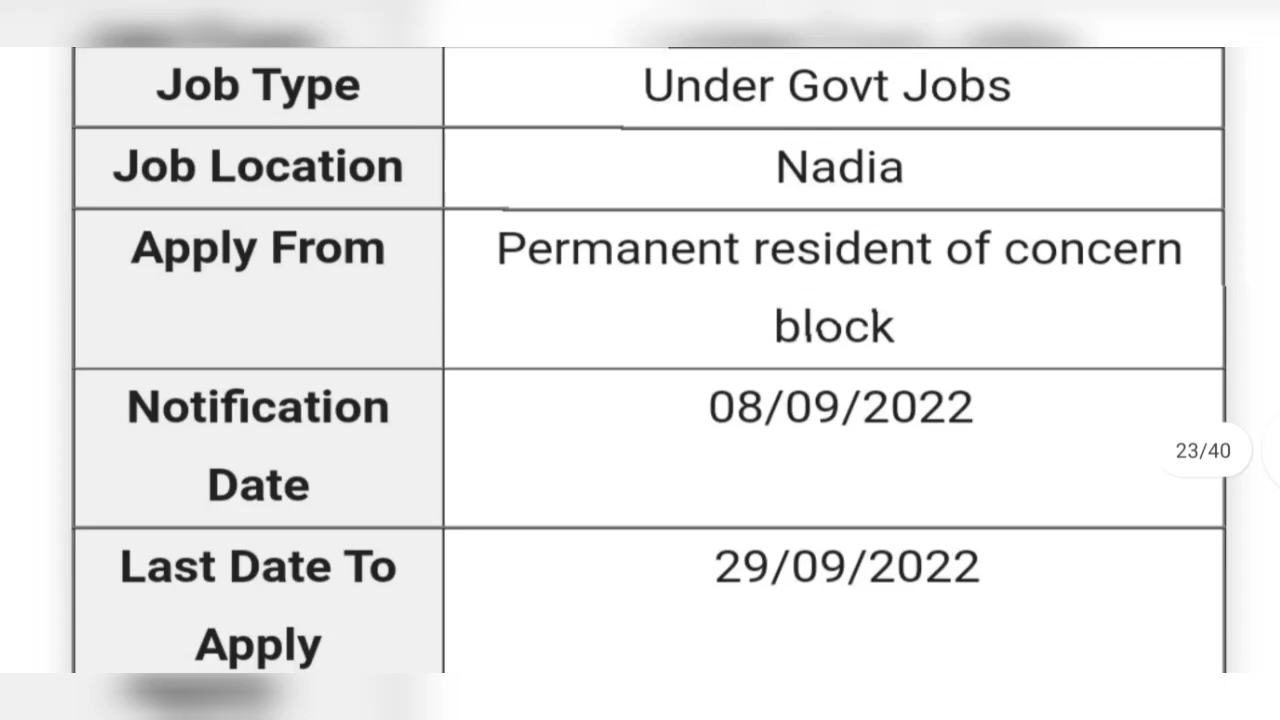 Job Type Under Govt Jobs
Job Location Nadia
Apply From Permanent resident of concern
block
Notification 08/09/2022
Date
23/40
Last Date To 29/09/2022
Apply